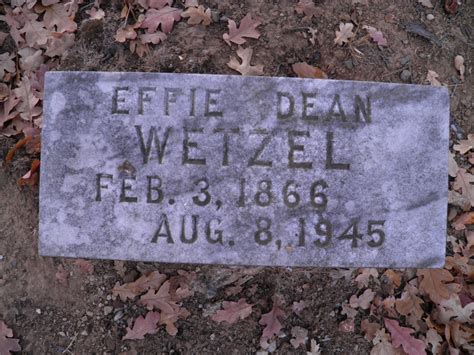 EFFIE DEAN
WETZEL
FEB. 3, 1866
AUG. 8, 1945